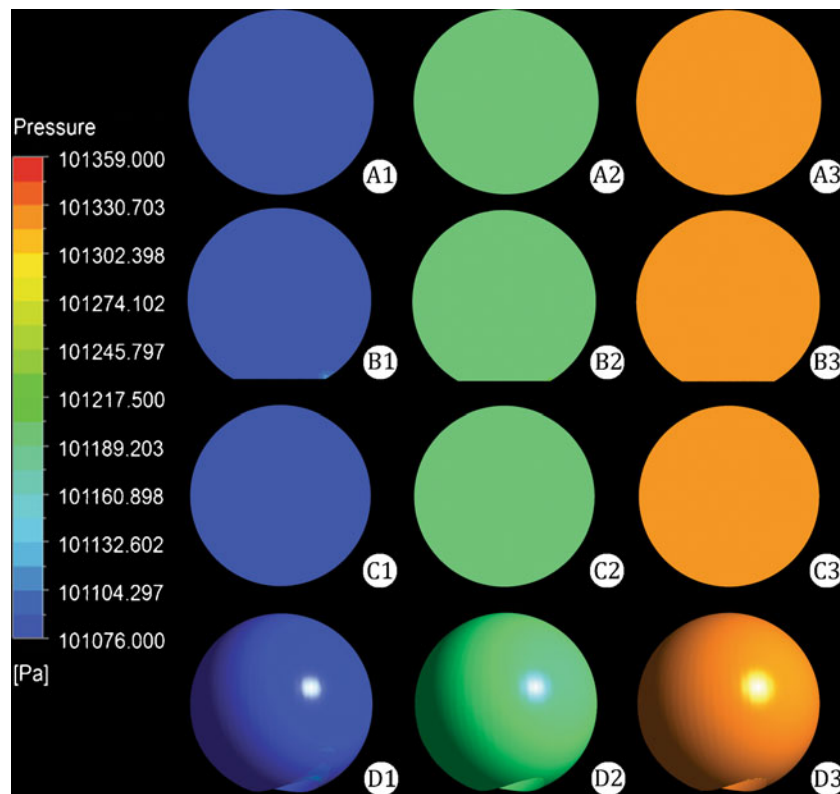 A1 A2 A3
Pressure
101359.000
101330.703
101302.398
101274.102
101245.797
101217.500
101189.203
101160.898
101132.602
101104.297
101076.000
[Pa]
B1 B2 B3
C1 C2 C3
D1 D2 D3